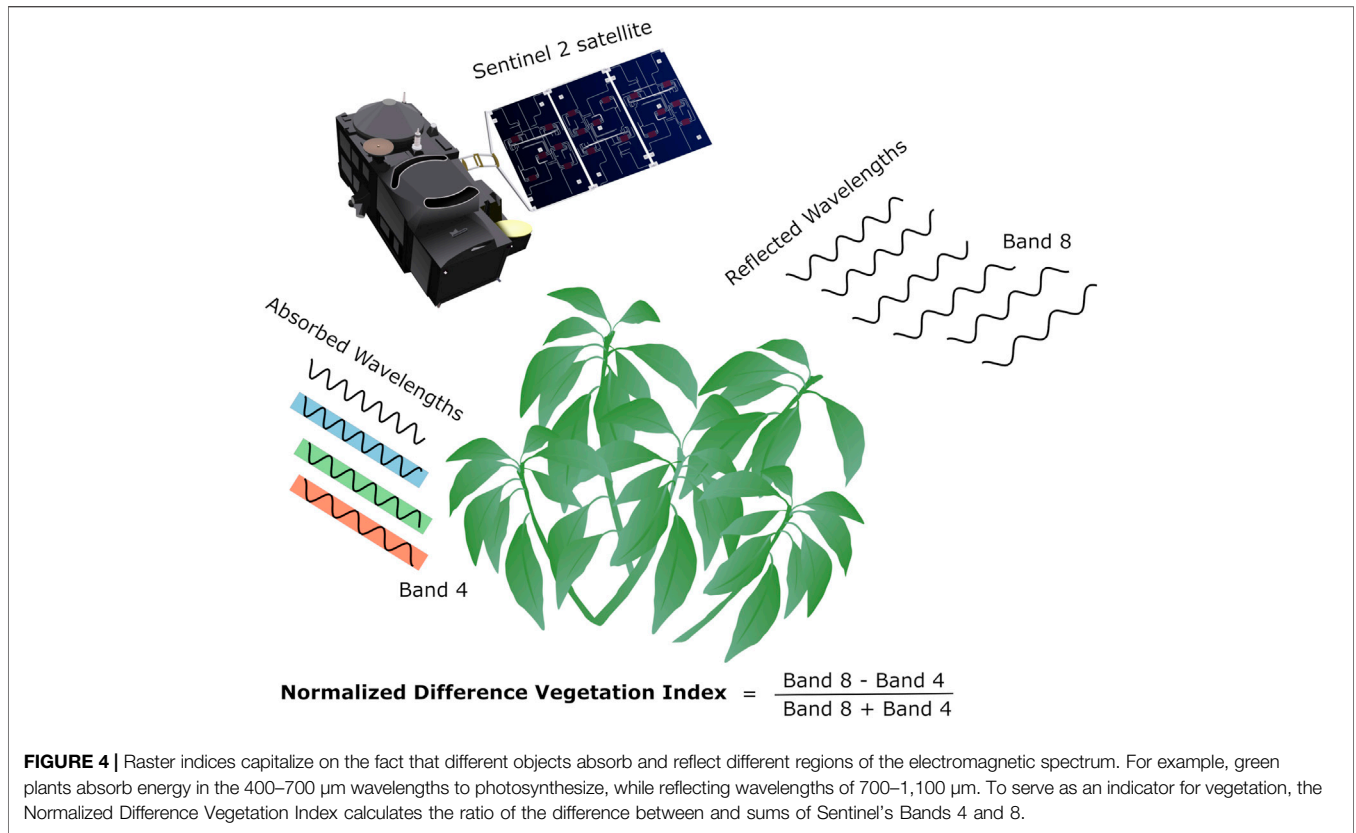 Sentinel 2 satellite
Reflected Wavelengths
Band 8
Absorbed Wavelengths
Band 4
Normalized Difference Vegetation Index = Band 8 - Band 4
Band 8 + Band 4
FIGURE 4 | Raster indices capitalize on the fact that different objects absorb and reflect different regions of the electromagnetic spectrum. For example, green
plants absorb energy in the 400–700 μm wavelengths to photosynthesize, while reflecting wavelengths of 700–1,100 μm. To serve as an indicator for vegetation, the
Normalized Difference Vegetation Index calculates the ratio of the difference between and sums of Sentinel's Bands 4 and 8.